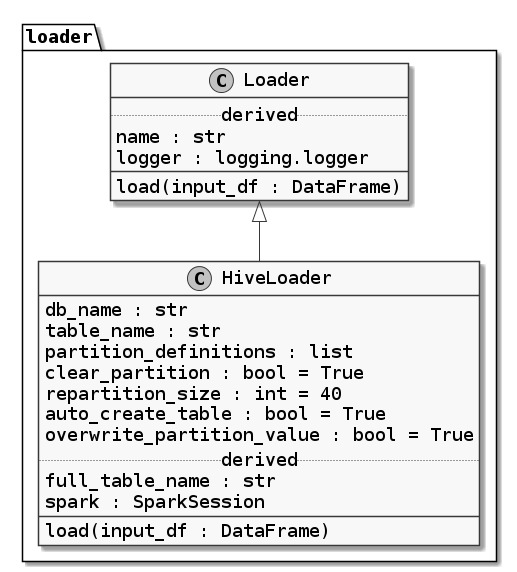 loader
C Loader
derived
name : str
logger : logging.logger
load(input_df : DataFrame)
C HiveLoader
db_name : str
table_name : str
partition_definitions : list
clear_partition : bool = True
repartition_size : int = 40
auto_create_table : bool = True
overwrite_partition_value : bool = True
derived
full_table_name : str
spark : SparkSession
load(input_df : DataFrame)